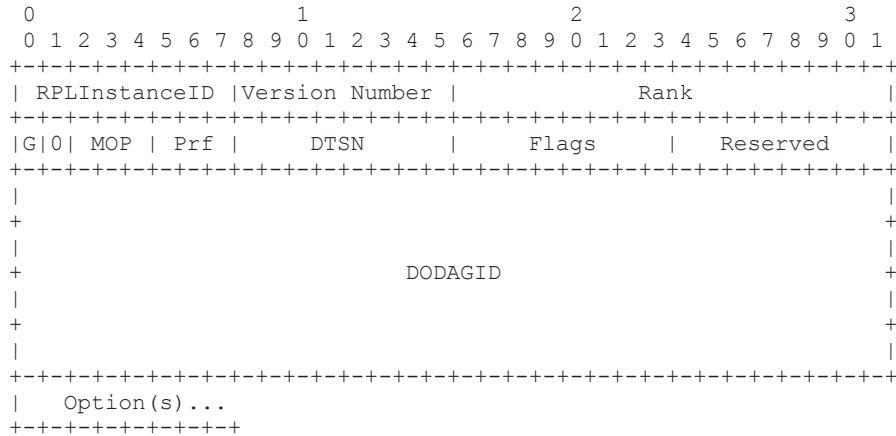 0                   1                   2                   3
 0 1 2 3 4 5 6 7 8 9 0 1 2 3 4 5 6 7 8 9 0 1 2 3 4 5 6 7 8 9 0 1
+-+-+-+-+-+-+-+-+-+-+-+-+-+-+-+-+-+-+-+-+-+-+-+-+-+-+-+-+-+-+-+-+
| RPLInstanceID |Version Number |             Rank              |
+-+-+-+-+-+-+-+-+-+-+-+-+-+-+-+-+-+-+-+-+-+-+-+-+-+-+-+-+-+-+-+-+
|G|0| MOP | Prf |     DTSN      |     Flags     |   Reserved    |
+-+-+-+-+-+-+-+-+-+-+-+-+-+-+-+-+-+-+-+-+-+-+-+-+-+-+-+-+-+-+-+-+
|                                                               |
+                                                               +
|                                                               |
+                            DODAGID                            +
|                                                               |
+                                                               +
|                                                               |
+-+-+-+-+-+-+-+-+-+-+-+-+-+-+-+-+-+-+-+-+-+-+-+-+-+-+-+-+-+-+-+-+
|   Option(s)...
+-+-+-+-+-+-+-+-+